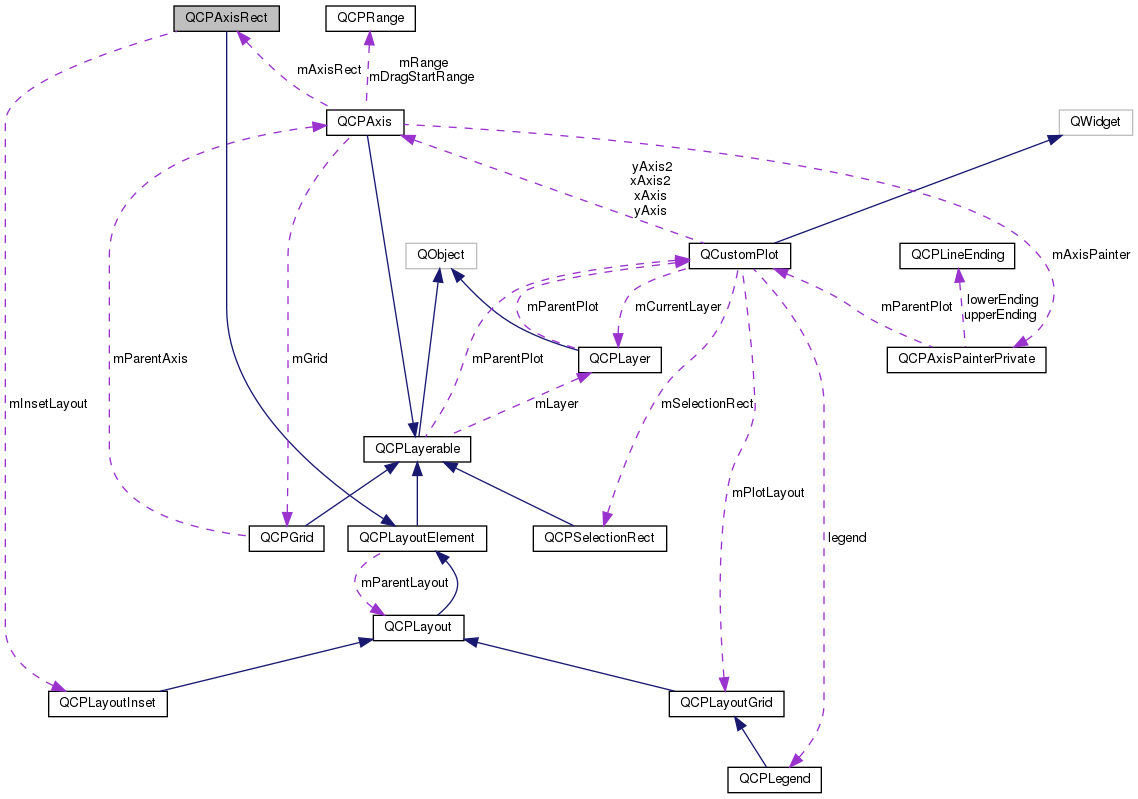 QCPAxisRect
QCPRange
mAxisRect
mRange
mDragStartRange
QCPAxis
QWidget
yAxis2
xAxis2
xAxis
yAxis
QObject
QCustomPlot
QCPLineEnding
mAxisPainter
mParentPlot
mCurrentLayer
mParentPlot
lowerEnding
upperEnding
mParentAxis
mGrid
mParentPlot
QCPLayer
QCPAxisPainterPrivate
mInsetLayout
mLayer
mSelectionRect
QCPLayerable
mPlotLayout
QCPGrid
QCPLayoutElement
QCPSelectionRect
legend
mParentLayout
QCPLayout
QCPLayoutInset
QCPLayoutGrid
QCPLegend